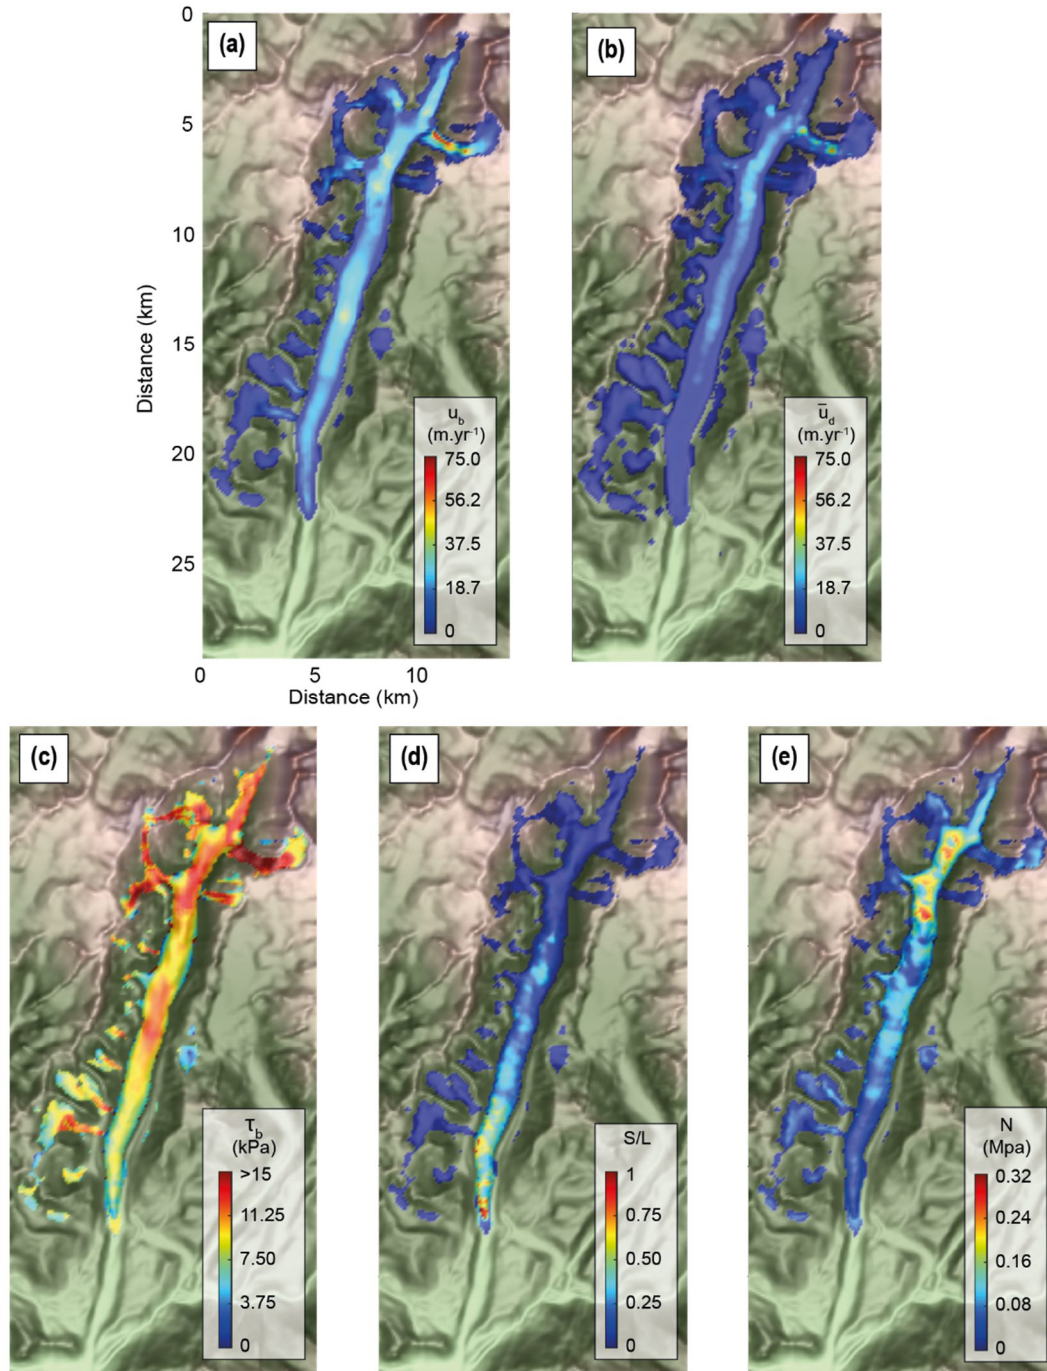 0
(a)
(b)
5
10
15
20
25
Distance (km)
u_b
(m.yr⁻¹)
75.0
56.2
37.5
18.7
0
ū_d
(m.yr⁻¹)
75.0
56.2
37.5
18.7
0
0
5
10
Distance (km)
(c)
(d)
(e)
τ_b
(kPa)
>15
11.25
7.50
3.75
0
S/L
1
0.75
0.50
0.25
0
N
(Mpa)
0.32
0.24
0.16
0.08
0